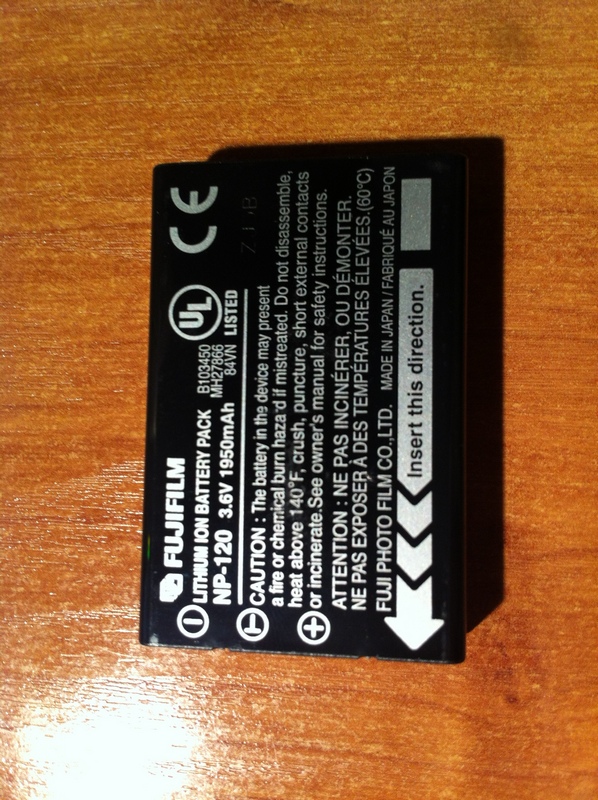 FUJIFILM
LITHIUM ION BATTERY PACK
NP-120 3.6V 1950mAh
B103450
MH27866
84VN
UL
LISTED
CE
CAUTION : The battery in the device may present
a fire or chemical burn hazard if mistreated. Do not disassemble,
heat above 140°F, crush, puncture, short external contacts
or incinerate. See owner's manual for safety instructions.
ATTENTION : NE PAS INCINÉRER, OU DÉMONTER.
NE PAS EXPOSER À DES TEMPÉRATURES ÉLEVÉES.(60°C)
FUJI PHOTO FILM CO.,LTD. MADE IN JAPAN / FABRIQUÉ AU JAPON
Insert this direction.